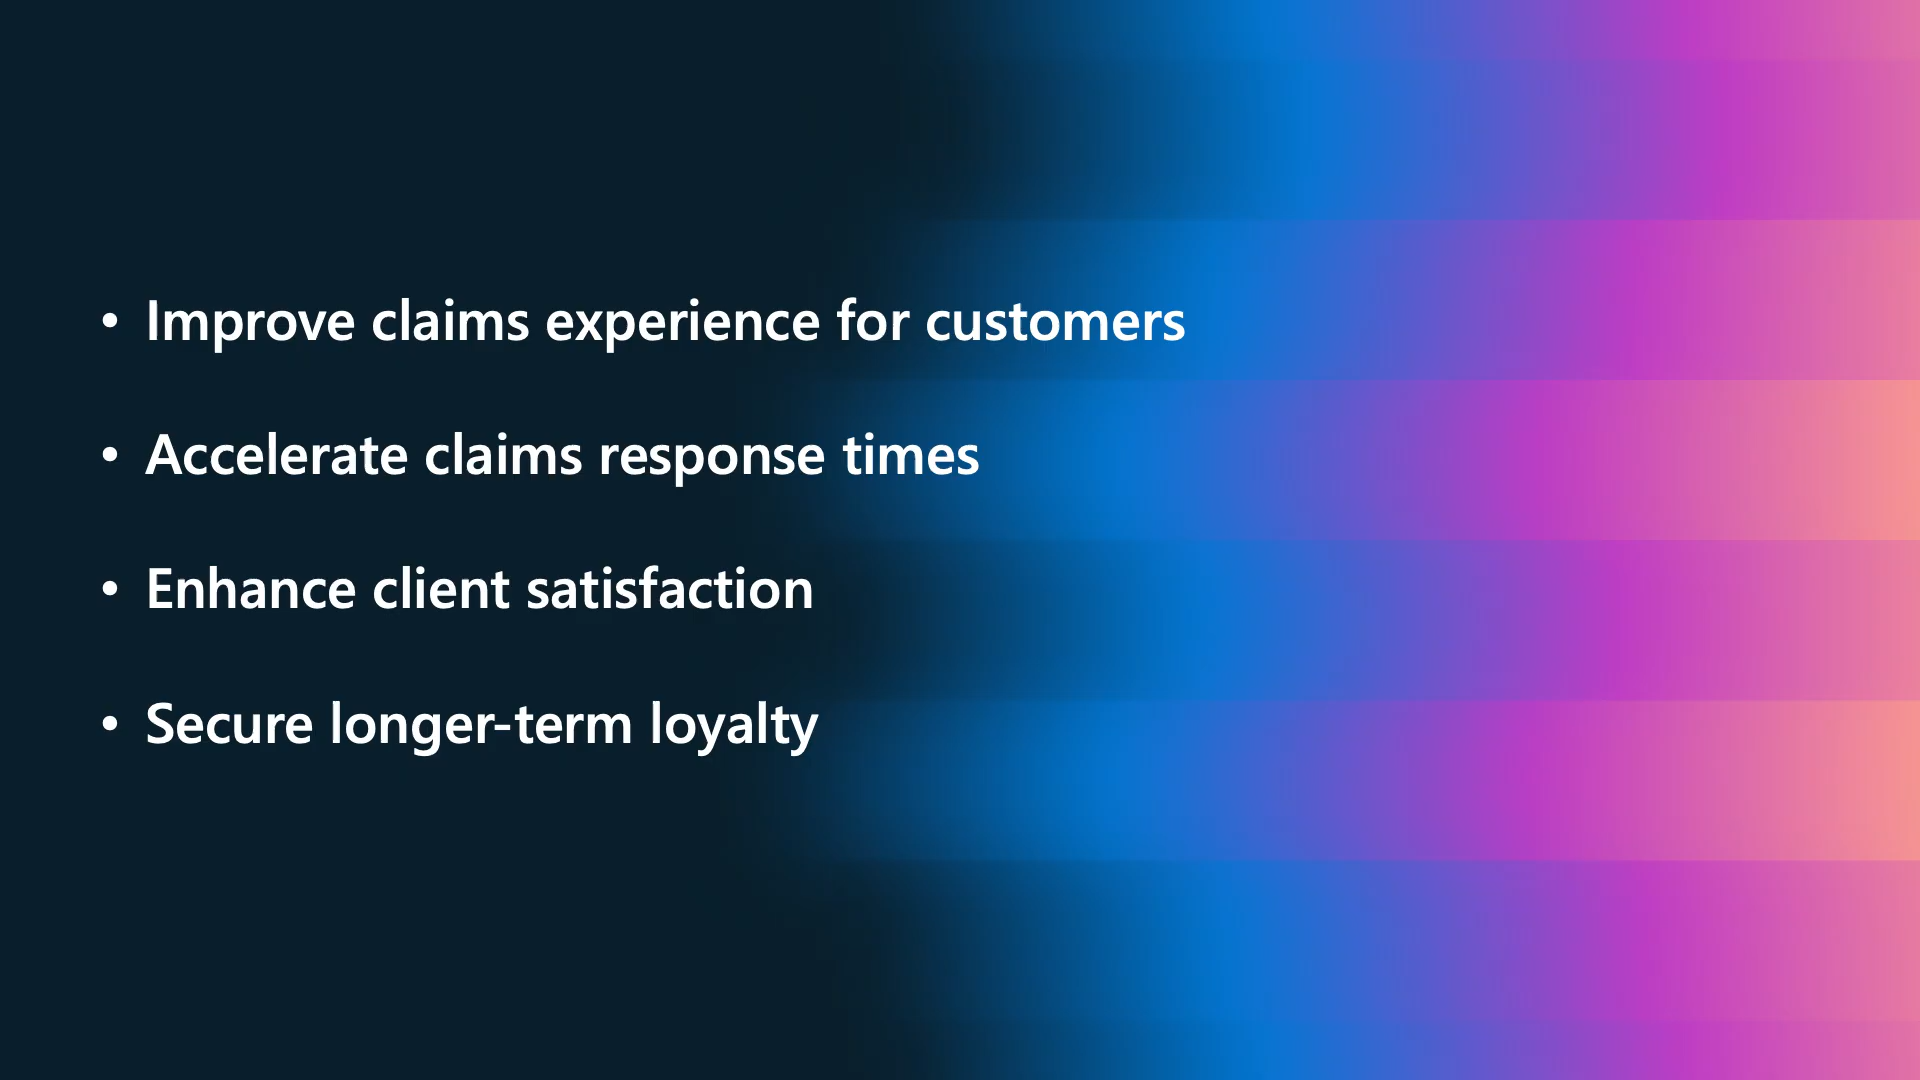 • Improve claims experience for customers
• Accelerate claims response times
• Enhance client satisfaction
• Secure longer-term loyalty